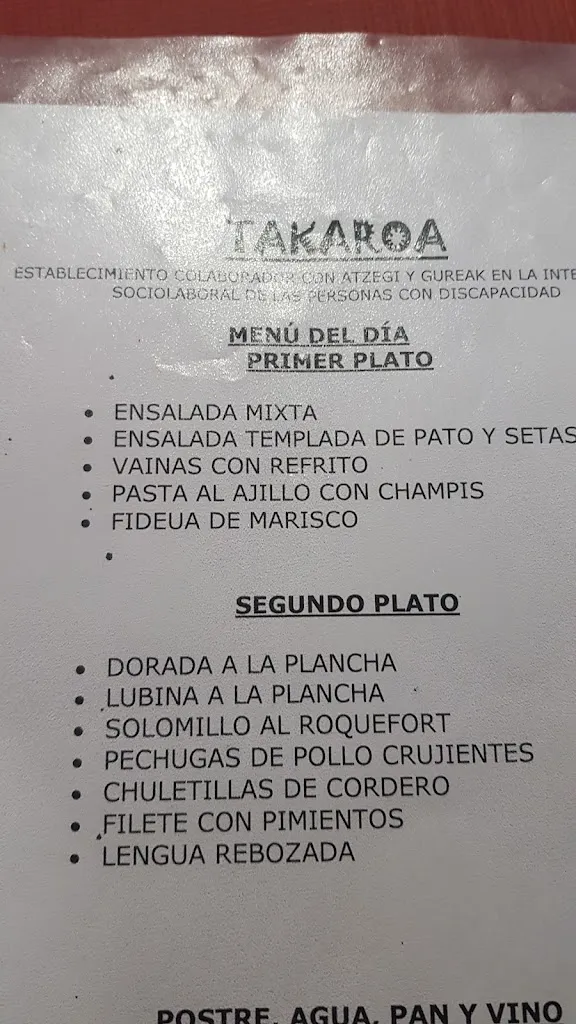 TAKAROA
ESTABLECIMIENTO COLABORADOR CON ATZEGI Y GUREAK EN LA INTE
SOCIOLABORAL DE LAS PERSONAS CON DISCAPACIDAD
MENÚ DEL DÍA
PRIMER PLATO
• ENSALADA MIXTA
• ENSALADA TEMPLADA DE PATO Y SETAS
• VAINAS CON REFRITO
• PASTA AL AJILLO CON CHAMPIS
• FIDEUA DE MARISCO
•
SEGUNDO PLATO
• DORADA A LA PLANCHA
• LUBINA A LA PLANCHA
• SOLOMILLO AL ROQUEFORT
• PECHUGAS DE POLLO CRUJIENTES
• CHULETILLAS DE CORDERO
• FILETE CON PIMIENTOS
• LENGUA REBOZADA
POSTRE, AGUA, PAN Y VINO